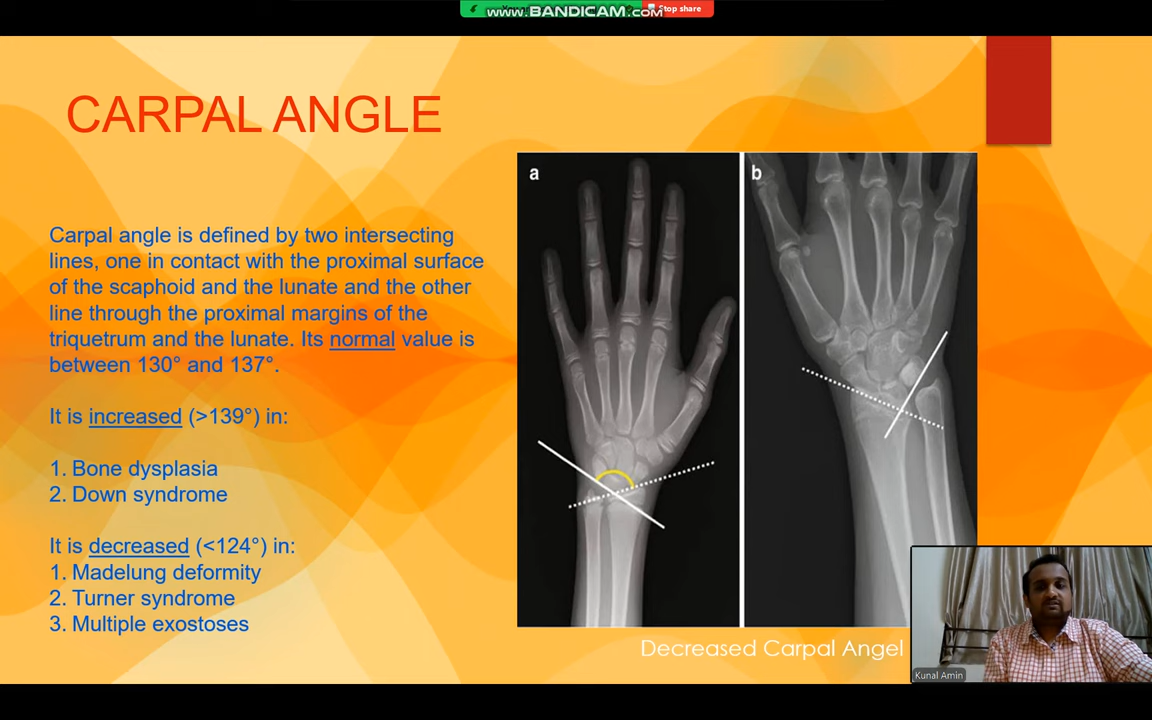 www.BANDICAM.com
Stop share
CARPAL ANGLE
Carpal angle is defined by two intersecting
lines, one in contact with the proximal surface
of the scaphoid and the lunate and the other
line through the proximal margins of the
triquetrum and the lunate. Its normal value is
between 130° and 137°.
It is increased (>139°) in:
1. Bone dysplasia
2. Down syndrome
It is decreased (<124°) in:
1. Madelung deformity
2. Turner syndrome
3. Multiple exostoses
a
b
Decreased Carpal Angel
Kunal Amin